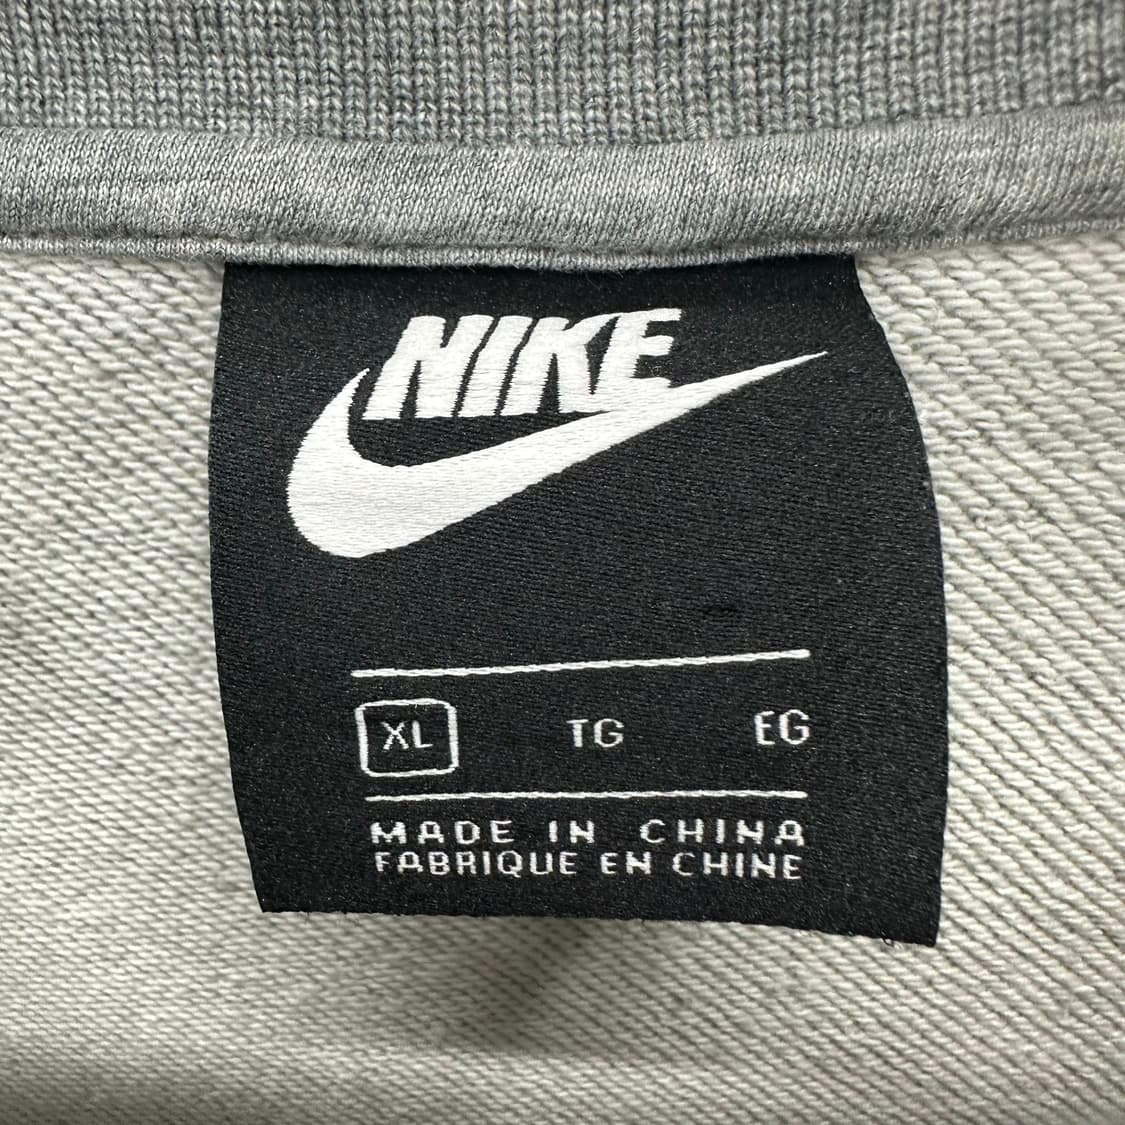 NIKE
XL TG EG
MADE IN CHINA
FABRIQUE EN CHINE